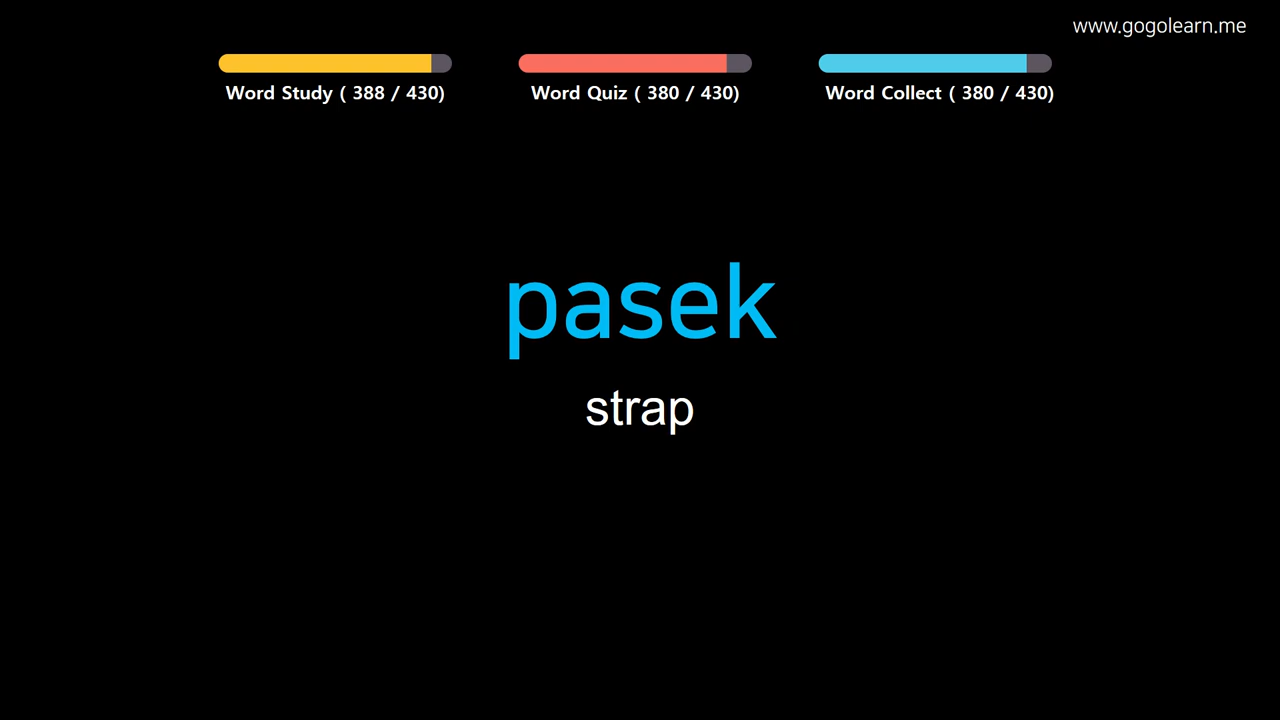 www.gogolearn.me
Word Study ( 388 / 430)
Word Quiz ( 380 / 430)
Word Collect ( 380 / 430)
pasek
strap